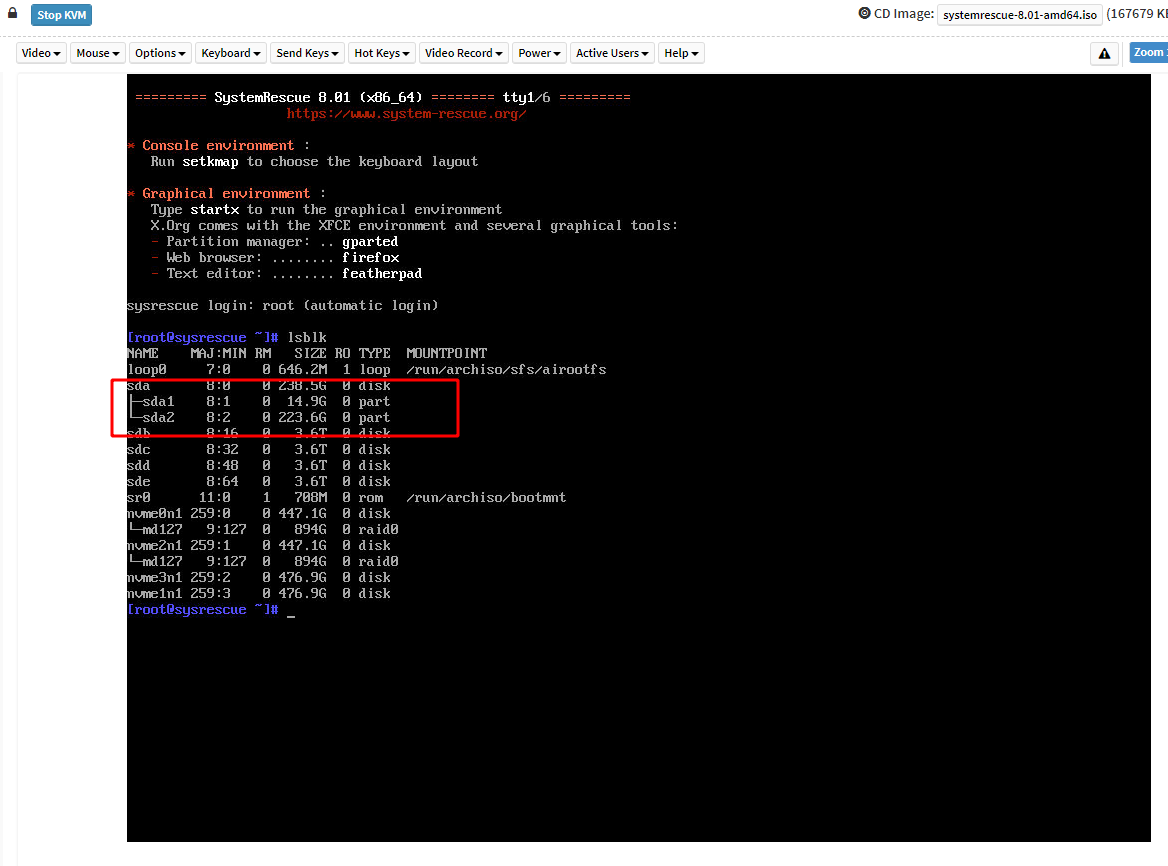 Stop KVM
CD Image: systemrescue-8.01-amd64.iso (167679 KB
Video Mouse Options Keyboard Send Keys Hot Keys Video Record Power Active Users Help Zoom
========= SystemRescue 8.01 (x86_64) ======== tty1/6 =========
https://www.system-rescue.org/
* Console environment :
Run setkmap to choose the keyboard layout
* Graphical environment :
Type startx to run the graphical environment
X.Org comes with the XFCE environment and several graphical tools:
- Partition manager: .. gparted
- Web browser: ........ firefox
- Text editor: ........ featherpad
sysrescue login: root (automatic login)
[root@sysrescue ~]# lsblk
NAME MAJ:MIN RM SIZE RO TYPE MOUNTPOINT
loop0 7:0 0 646.2M 1 loop /run/archiso/sfs/airootfs
sda 8:0 0 238.5G 0 disk
├─sda1 8:1 0 14.9G 0 part
└─sda2 8:2 0 223.6G 0 part
sdb 8:16 0 3.6T 0 disk
sdc 8:32 0 3.6T 0 disk
sdd 8:48 0 3.6T 0 disk
sde 8:64 0 3.6T 0 disk
sr0 11:0 1 708M 0 rom /run/archiso/bootmnt
nvme0n1 259:0 0 447.1G 0 disk
└─md127 9:127 0 894G 0 raid0
nvme2n1 259:1 0 447.1G 0 disk
└─md127 9:127 0 894G 0 raid0
nvme3n1 259:2 0 476.9G 0 disk
nvme1n1 259:3 0 476.9G 0 disk
[root@sysrescue ~]# _